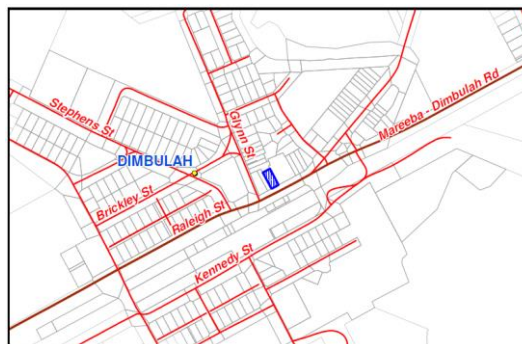 Stephens St
Glynn St
Mareeba - Dimbulah Rd
DIMBULAH
Brickley St
Raleigh St
Kennedy St